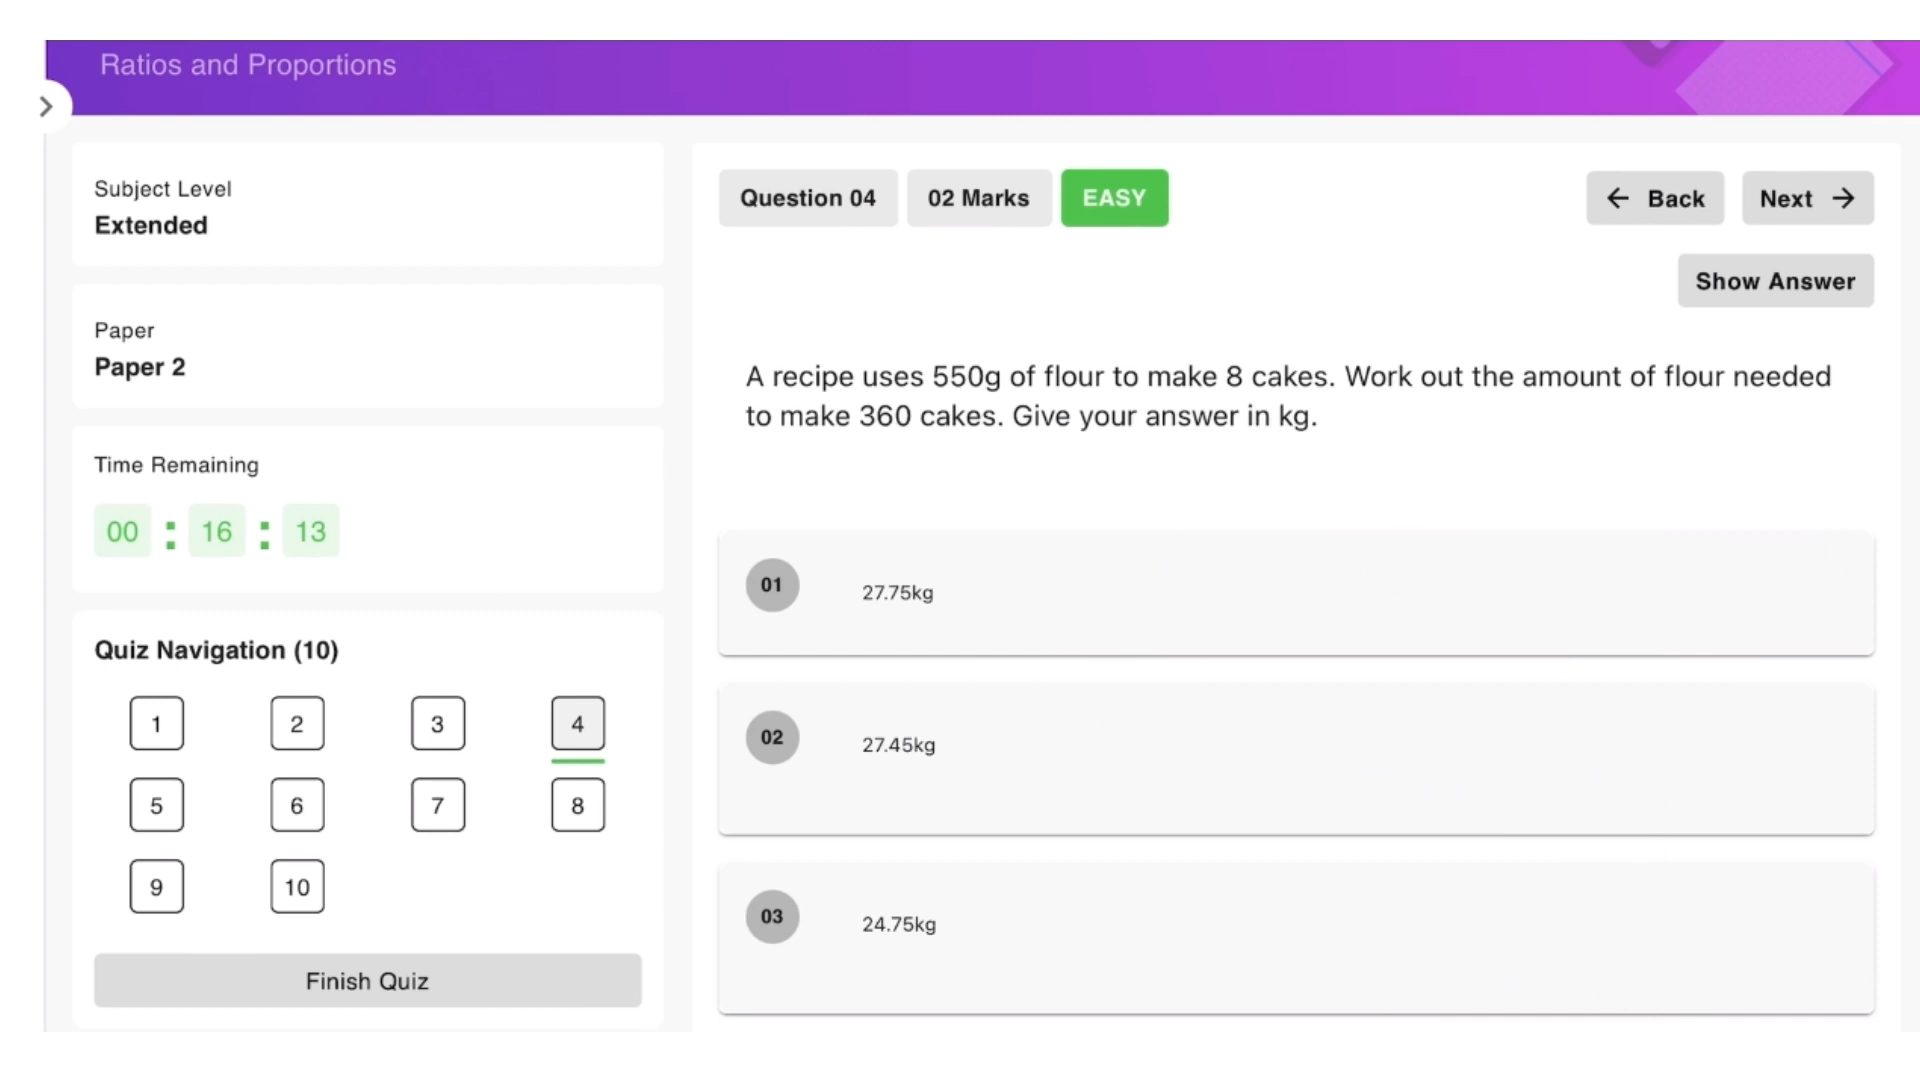 Ratios and Proportions
Subject Level
Extended
Paper
Paper 2
Time Remaining
00 : 16 : 13
Quiz Navigation (10)
1 2 3 4
5 6 7 8
9 10
Finish Quiz
Question 04 02 Marks EASY
← Back Next →
Show Answer
A recipe uses 550g of flour to make 8 cakes. Work out the amount of flour needed
to make 360 cakes. Give your answer in kg.
01 27.75kg
02 27.45kg
03 24.75kg